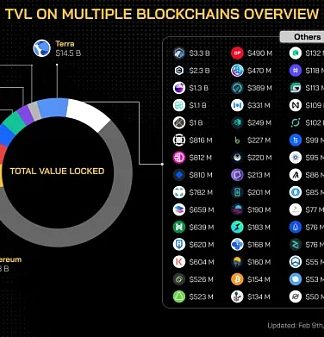 TVL ON MULTIPLE BLOCKCHAINS OVERVIEW
Terra
$14.5 B
TOTAL VALUE LOCKED
ereum
B
Others
$3.3 B $490 M $132 M
$2.3 B $470 M $118 M
$1.3 B $389 M $113 M
$1.1 B $331 M $109 M
$1 B $249 M $102
$816 M $227 M $99 M
$812 M $220 M $95 M
$810 M $213 M $86 M
$782 M $201 M $85 M
$659 M $190 M $77 M
$639 M $183 M $76 M
$620 M $168 M $76 M
$604 M $160 M $55 M
$526 M $154 M $53 M
$523 M $134 M $50 M
Updated: Feb 9th,